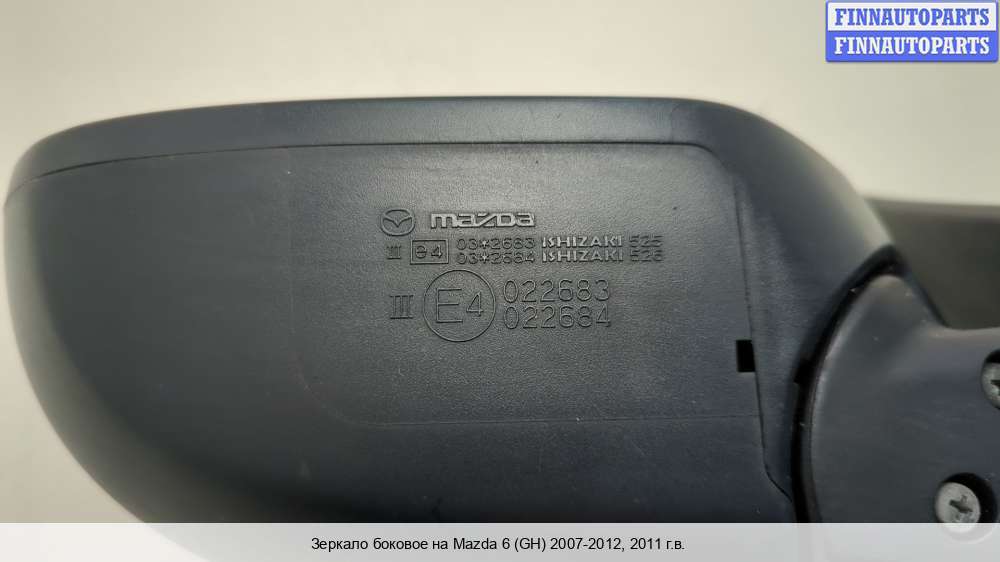 FINNAUTOPARTS
FINNAUTOPARTS
mazda
II e4 03*2683 ISHIZAKI 525
03*2684 ISHIZAKI 526
III E4 022683
022684
Зеркало боковое на Mazda 6 (GH) 2007-2012, 2011 г.в.